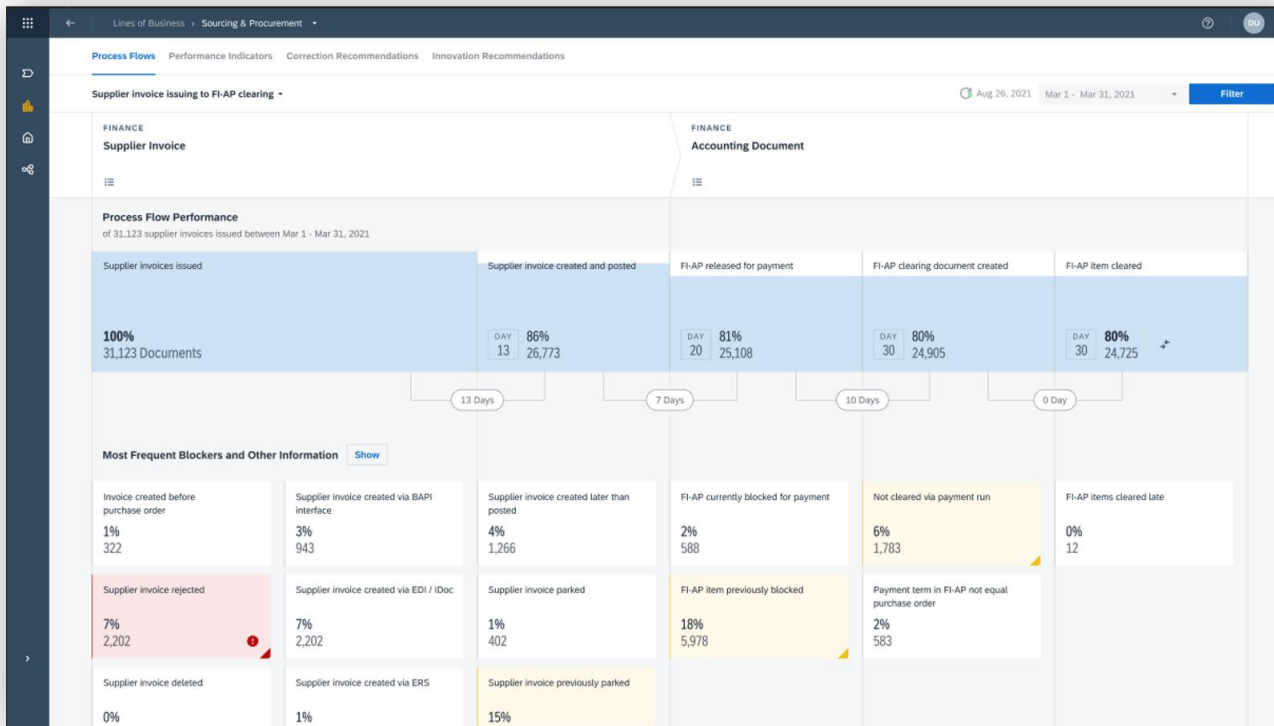 Lines of Business › Sourcing & Procurement
DU
Process Flows Performance Indicators Correction Recommendations Innovation Recommendations
Supplier invoice issuing to FI-AP clearing
Aug 26, 2021 Mar 1 - Mar 31, 2021 Filter
FINANCE
Supplier Invoice
FINANCE
Accounting Document
Process Flow Performance
of 31,123 supplier invoices issued between Mar 1 - Mar 31, 2021
Supplier invoices issued
100%
31,123 Documents
Supplier invoice created and posted
DAY
13
86%
26,773
FI-AP released for payment
DAY
20
81%
25,108
FI-AP clearing document created
DAY
30
80%
24,905
FI-AP item cleared
DAY
30
80%
24,725
13 Days
7 Days
10 Days
0 Day
Most Frequent Blockers and Other Information Show
Invoice created before
purchase order
1%
322
Supplier invoice created via BAPI
interface
3%
943
Supplier invoice created later than
posted
4%
1,266
FI-AP currently blocked for payment
2%
588
Not cleared via payment run
6%
1,783
FI-AP items cleared late
0%
12
Supplier invoice rejected
7%
2,202
Supplier invoice created via EDI / IDoc
7%
2,202
Supplier invoice parked
1%
402
FI-AP item previously blocked
18%
5,978
Payment term in FI-AP not equal
purchase order
2%
583
Supplier invoice deleted
0%
Supplier invoice created via ERS
1%
Supplier invoice previously parked
15%